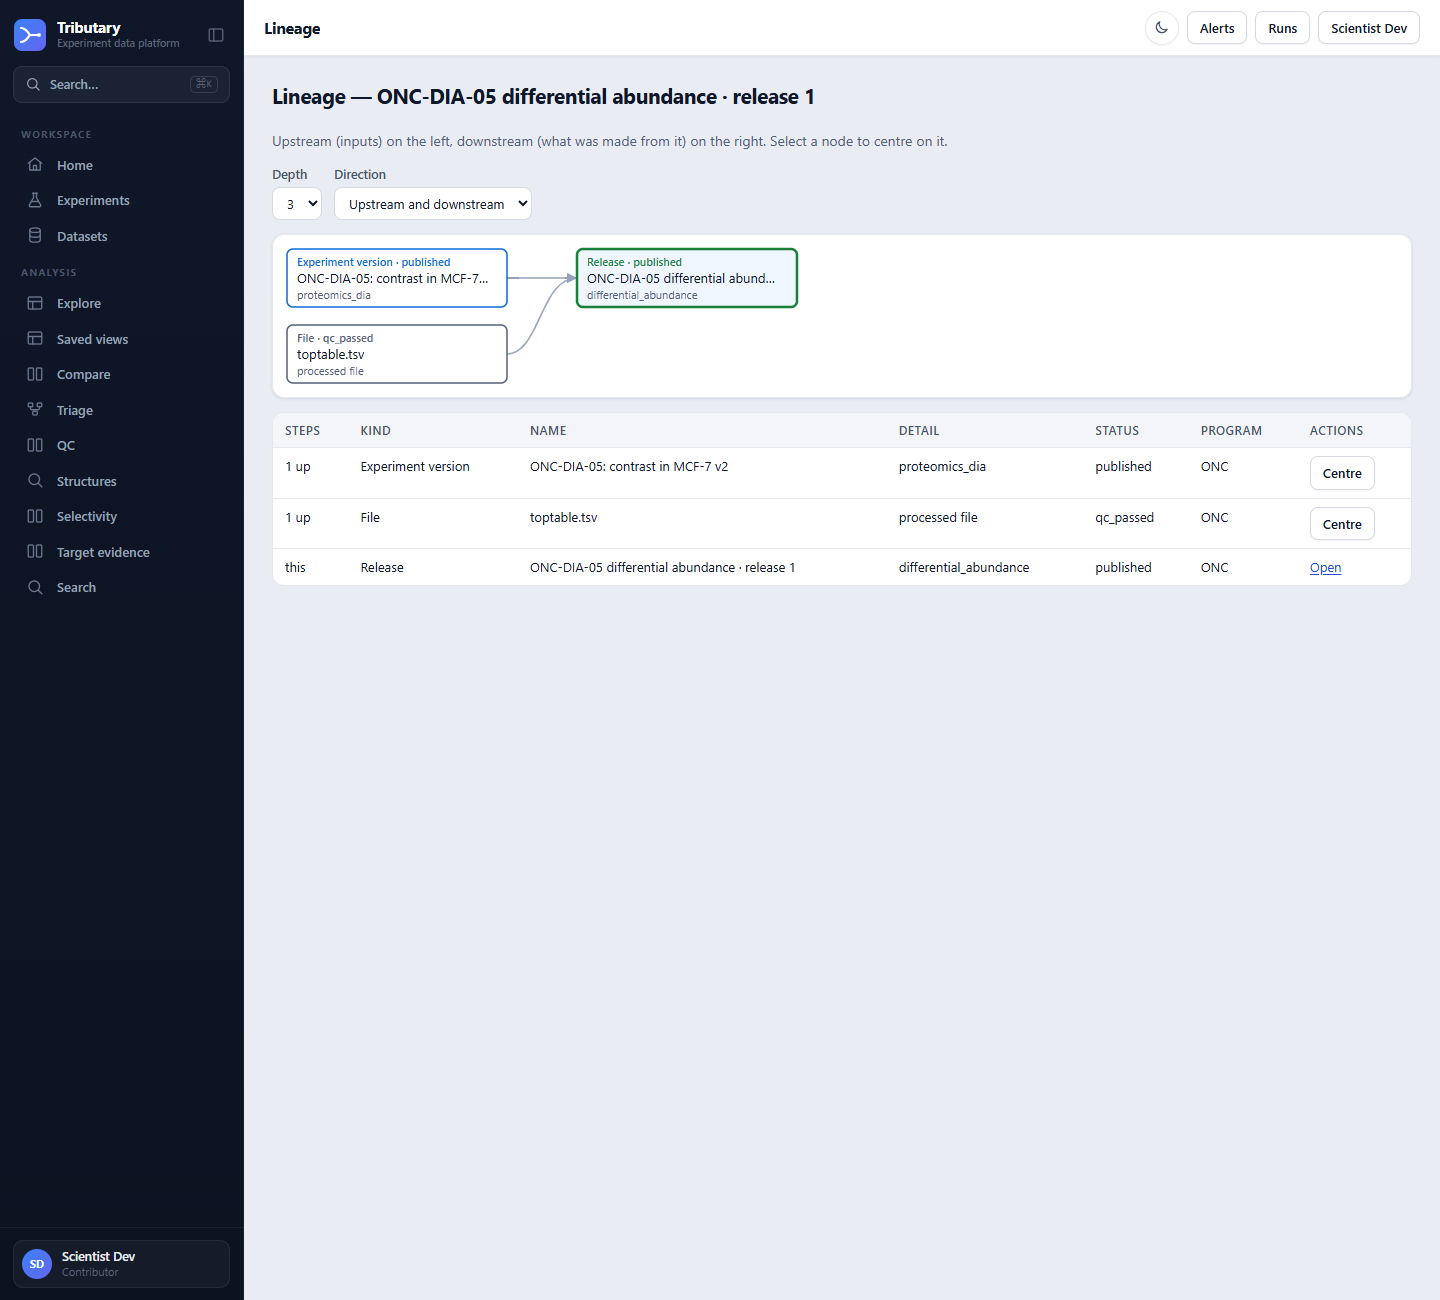 Tributary
Experiment data platform
Search... ⌘K
WORKSPACE
Home
Experiments
Datasets
ANALYSIS
Explore
Saved views
Compare
Triage
QC
Structures
Selectivity
Target evidence
Search
SD
Scientist Dev
Contributor
Lineage
Alerts
Runs
Scientist Dev
Lineage — ONC-DIA-05 differential abundance · release 1
Upstream (inputs) on the left, downstream (what was made from it) on the right. Select a node to centre on it.
Depth Direction
3 Upstream and downstream
Experiment version · published
ONC-DIA-05: contrast in MCF-7...
proteomics_dia
Release · published
ONC-DIA-05 differential abund...
differential_abundance
File · qc_passed
toptable.tsv
processed file
STEPS KIND NAME DETAIL STATUS PROGRAM ACTIONS
1 up Experiment version ONC-DIA-05: contrast in MCF-7 v2 proteomics_dia published ONC Centre
1 up File toptable.tsv processed file qc_passed ONC Centre
this Release ONC-DIA-05 differential abundance · release 1 differential_abundance published ONC Open